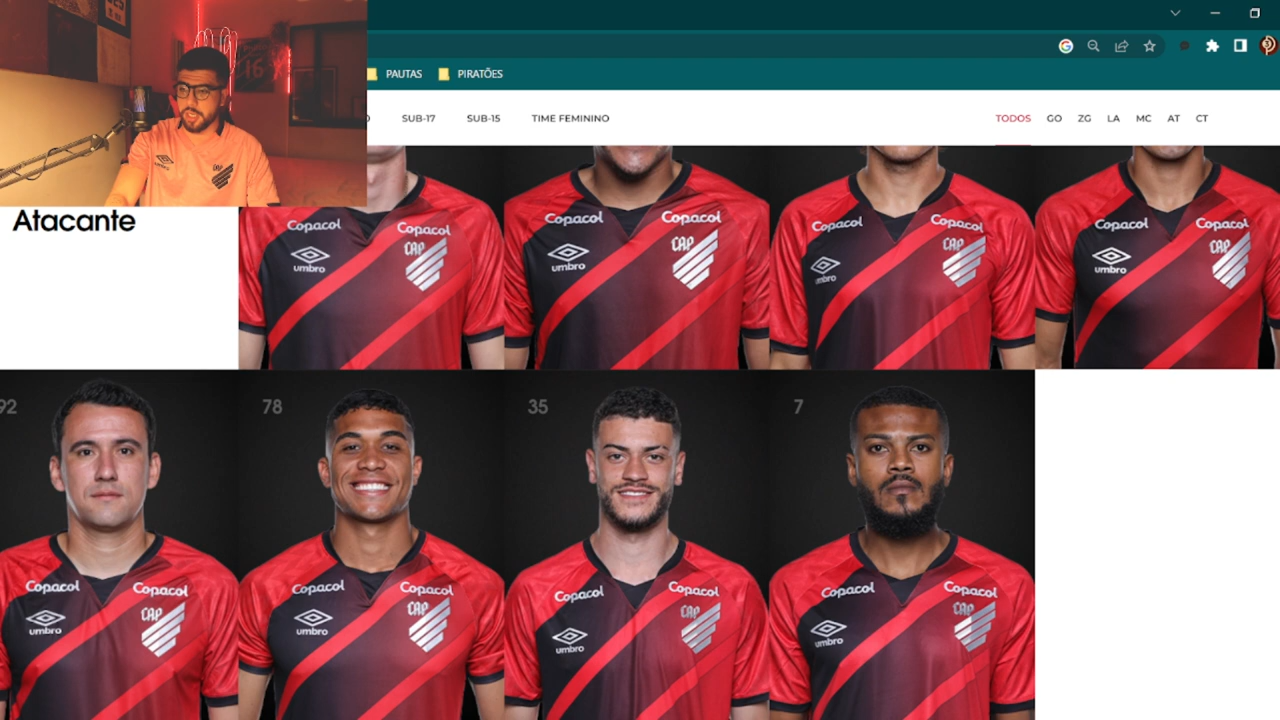 PAUTAS PIRATÕES
SUB-17 SUB-15 TIME FEMININO TODOS GO ZG LA MC AT CT
Atacante
Copacol Copacol Copacol Copacol Copacol Copacol Copacol Copacol
umbro CAP umbro CAP umbro CAP umbro CAP
92 78 35 7
Copacol Copacol Copacol Copacol Copacol Copacol Copacol Copacol
umbro CAP umbro CAP umbro CAP umbro CAP